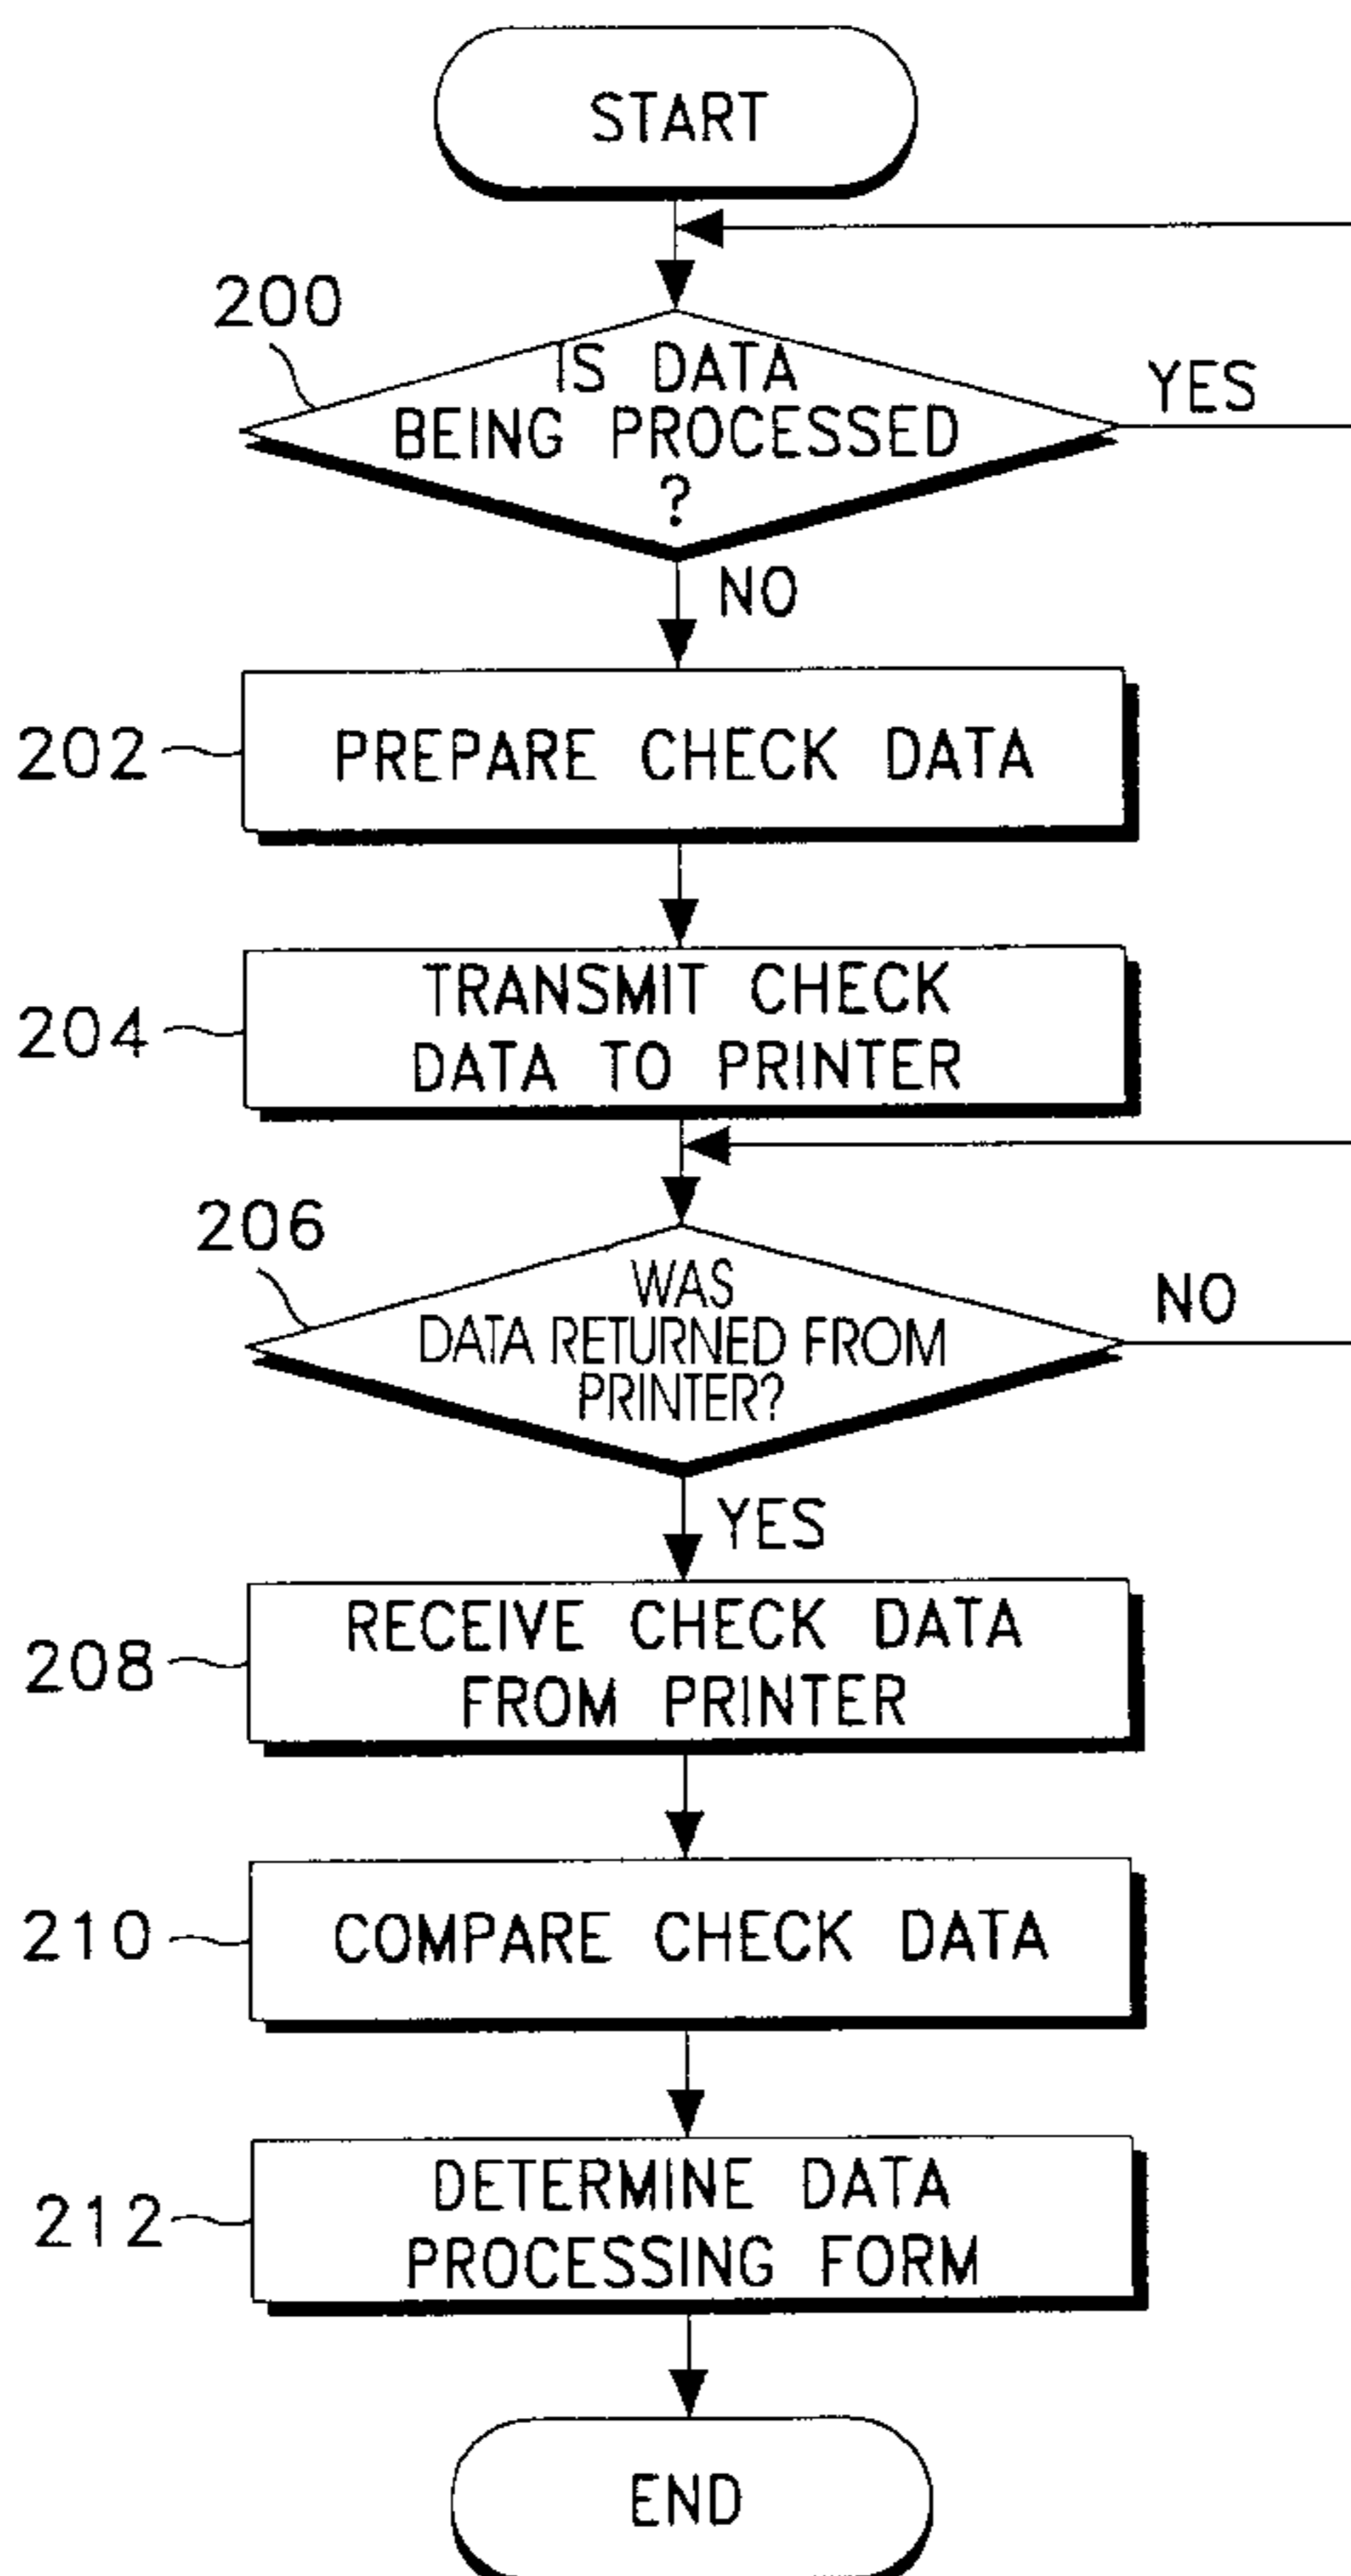 START
200
IS DATA
BEING PROCESSED
?
YES
NO
202
PREPARE CHECK DATA
204
TRANSMIT CHECK
DATA TO PRINTER
206
WAS
DATA RETURNED FROM
PRINTER?
NO
YES
208
RECEIVE CHECK DATA
FROM PRINTER
210
COMPARE CHECK DATA
212
DETERMINE DATA
PROCESSING FORM
END